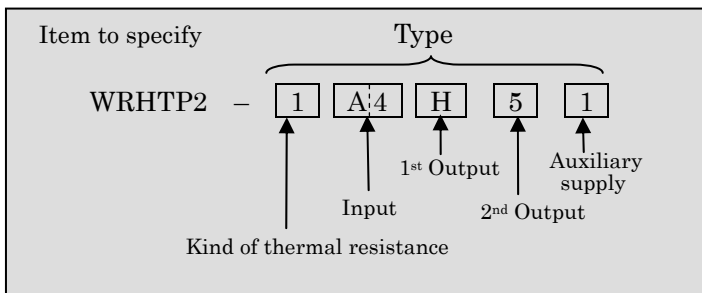 Item to specify Type
WRHTP2 – 1 A 4 H 5 1
1st Output Auxiliary supply
Input 2nd Output
Kind of thermal resistance